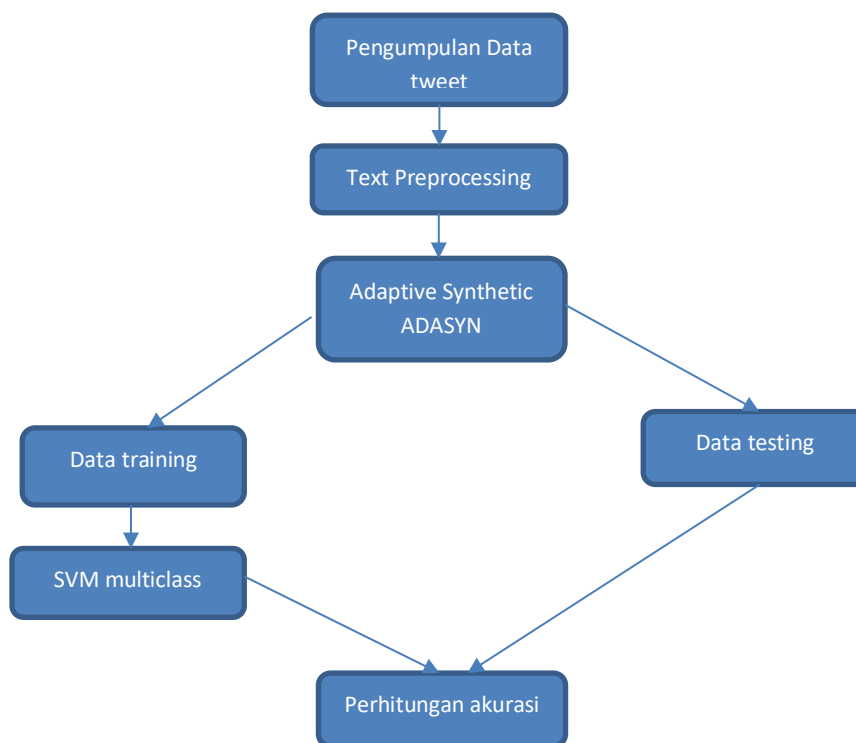 Pengumpulan Data
tweet
Text Preprocessing
Adaptive Synthetic
ADASYN
Data training
Data testing
SVM multiclass
Perhitungan akurasi